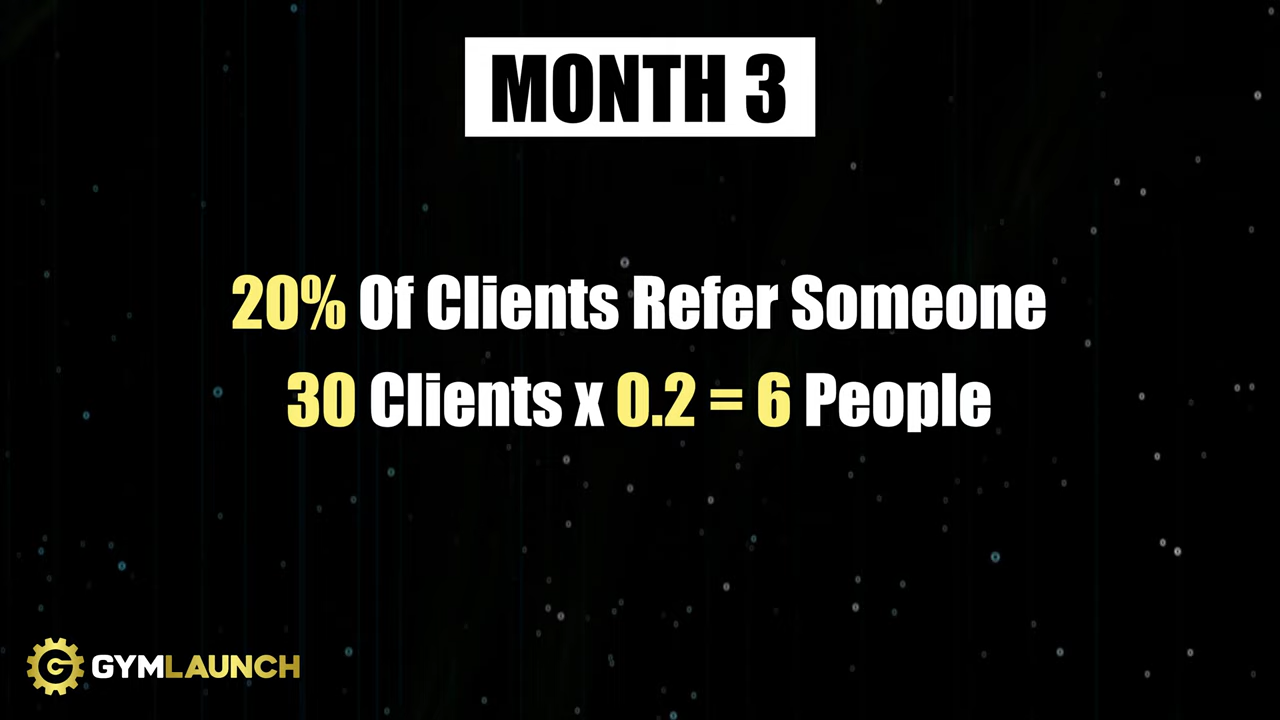 MONTH 3
20% Of Clients Refer Someone
30 Clients x 0.2 = 6 People
GYMLAUNCH